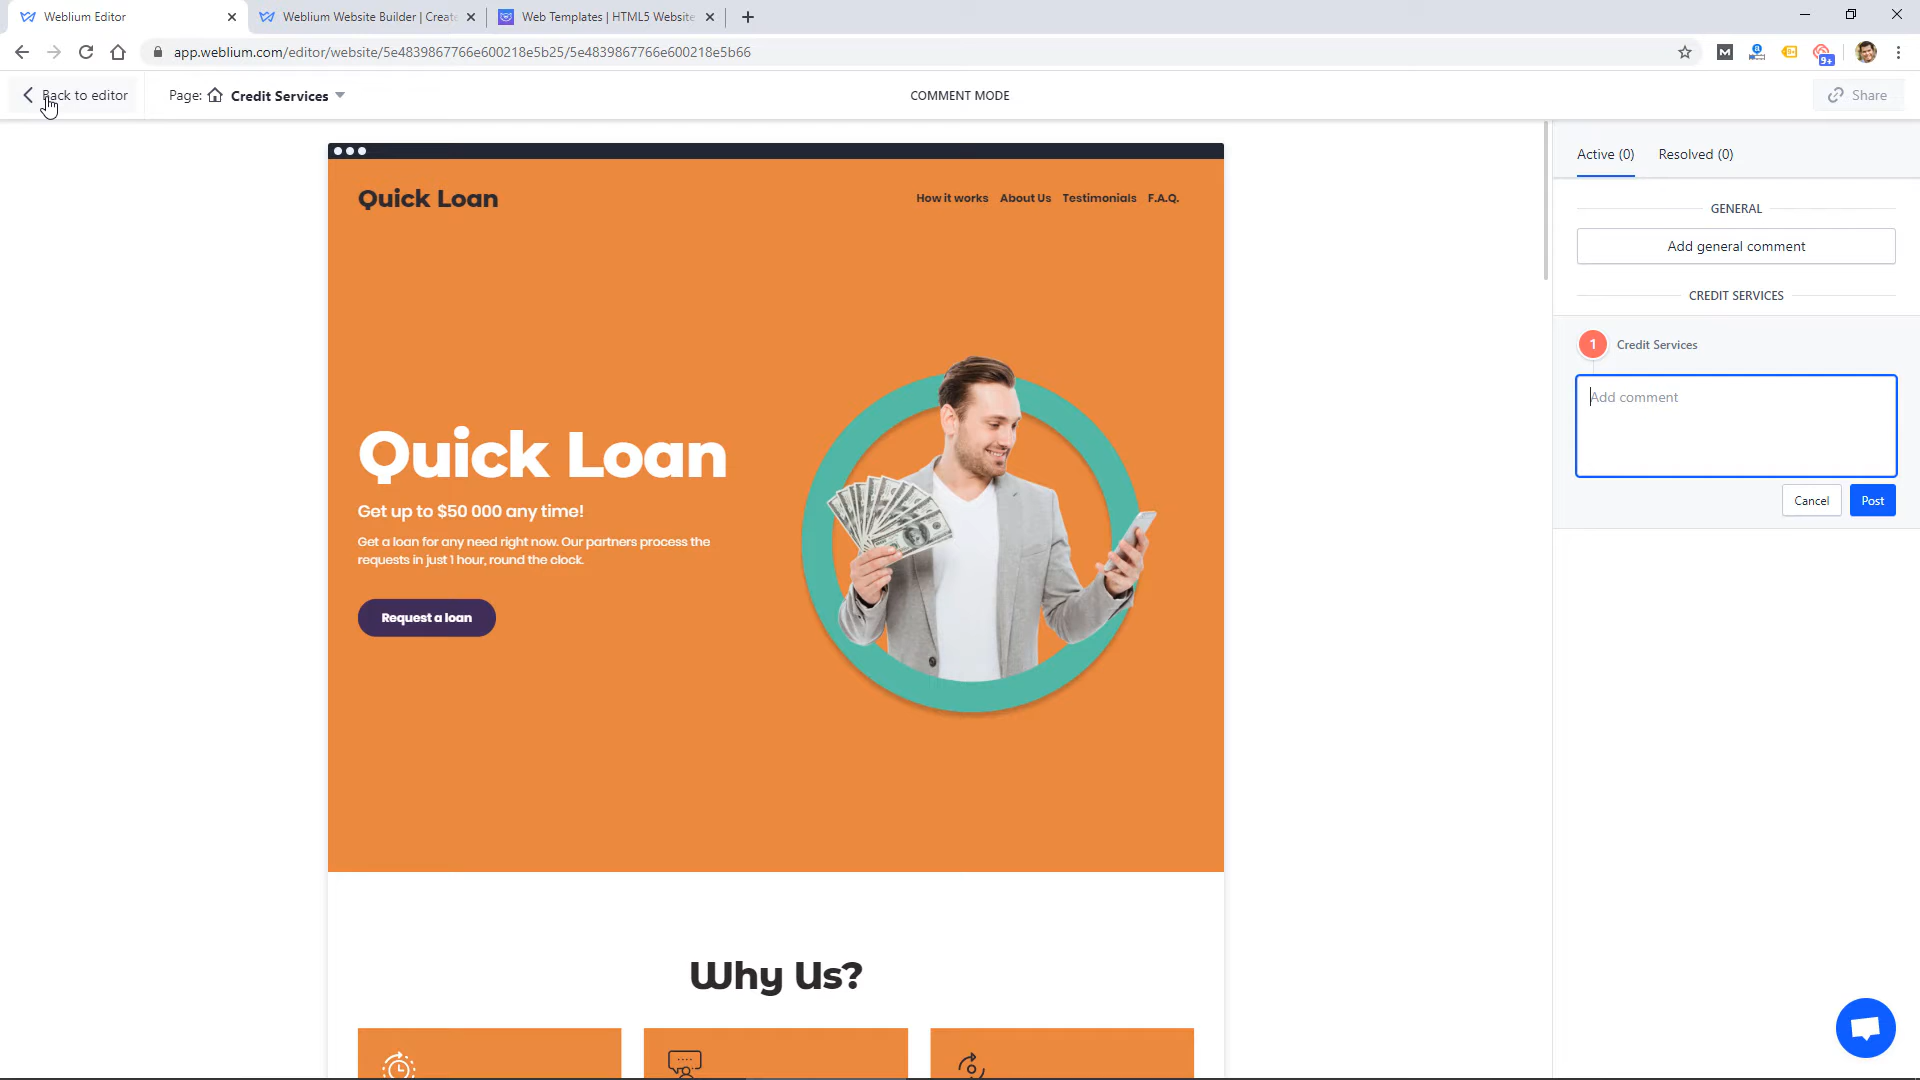 Weblium Editor
Weblium Website Builder | Create
Web Templates | HTML5 Website
app.weblium.com/editor/website/5e4839867766e600218e5b25/5e4839867766e600218e5b66
9+
Back to editor
Page: Credit Services
COMMENT MODE
Share
Quick Loan
How it works About Us Testimonials F.A.Q.
Quick Loan
Get up to $50 000 any time!
Get a loan for any need right now. Our partners process the
requests in just 1 hour, round the clock.
Request a loan
Why Us?
Active (0) Resolved (0)
GENERAL
Add general comment
CREDIT SERVICES
1 Credit Services
Add comment
Cancel Post